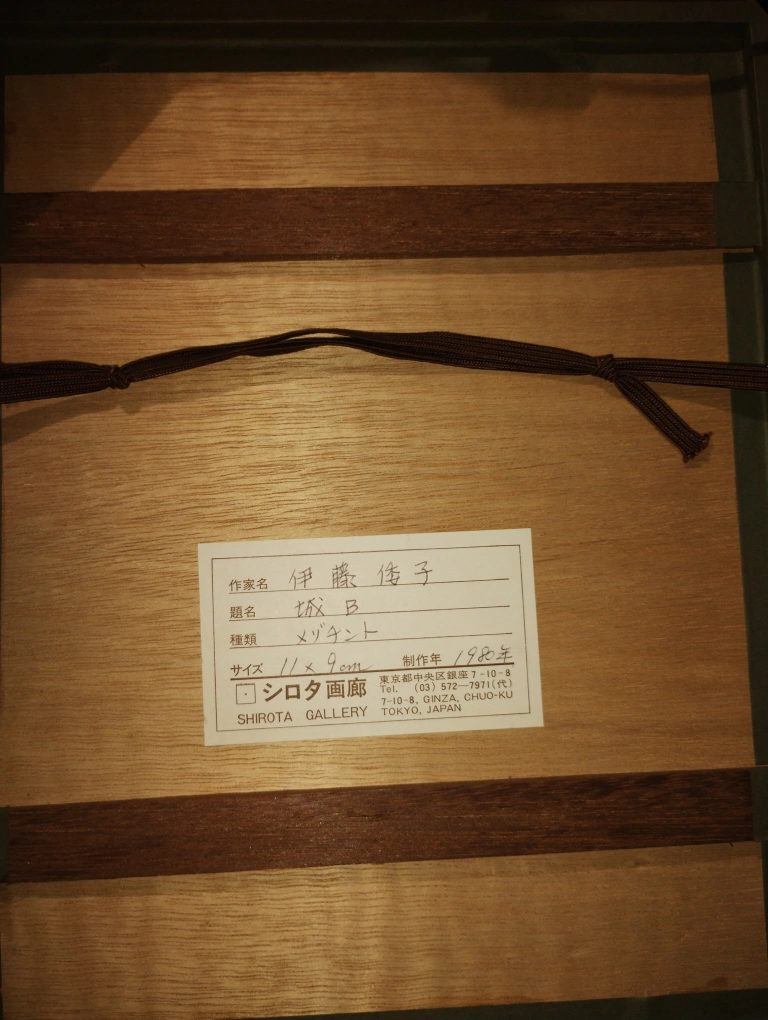 作家名 伊藤倭子
題名 城 B
種類 メゾチント
サイズ 11×9cm 制作年 1980年
シロタ画廊
SHIROTA GALLERY
東京都中央区銀座7-10-8
Tel. (03) 572—7971(代)
7-10-8, GINZA, CHUO-KU
TOKYO, JAPAN